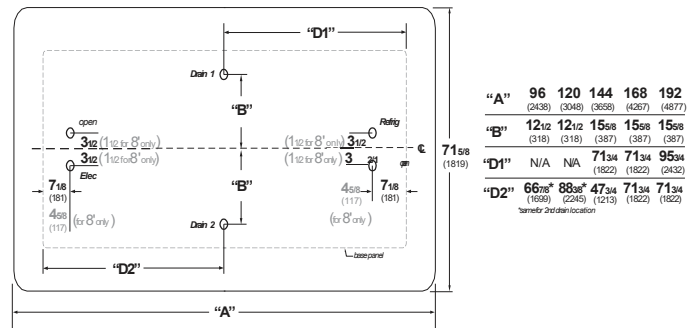 “D1”
Drain 1
“B”
open
Refrig
3 1/2 (1 1/2 for 8' only)
(1 1/2 for 8' only) 3 1/2
3 1/2 (1 1/2 for 8' only)
(1 1/2 for 8' only) 3 1/2
Elec
71 5/8
(1819)
7 1/8
(181)
“B”
4 5/8
(117)
7 1/8
(181)
4 5/8
(117)
(for 8' only)
(for 8' only)
Drain 2
base panel
“D2”
“A”
“A” 96 120 144 168 192
(2438) (3048) (3658) (4267) (4877)
“B” 12 1/2 12 1/2 15 5/8 15 5/8 15 5/8
(318) (318) (387) (387) (387)
“D1” N/A N/A 71 3/4 71 3/4 95 3/4
(1822) (1822) (2432)
“D2” 66 7/8* 88 3/8* 47 3/4 71 3/4 71 3/4
(1699) (2245) (1213) (1822) (1822)
*same for 2nd drain location